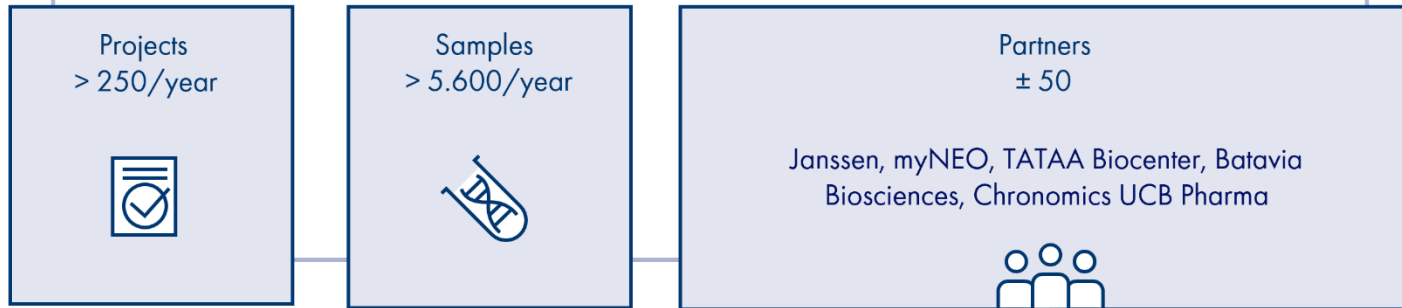 Projects
> 250/year
Samples
> 5.600/year
Partners
± 50
Janssen, myNEO, TATAA Biocenter, Batavia
Biosciences, Chronomics UCB Pharma